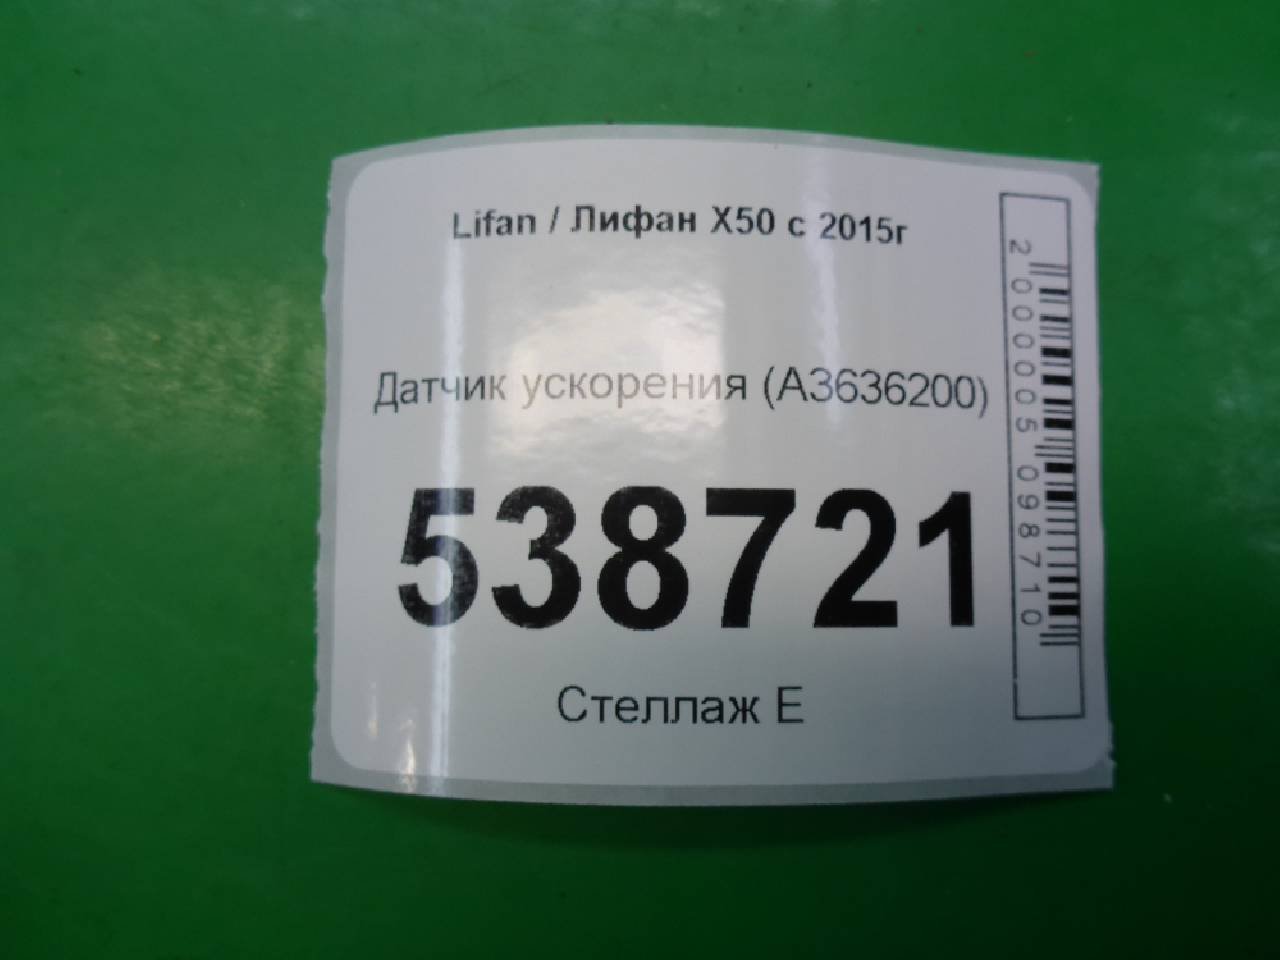 Lifan / Лифан X50 с 2015г
Датчик ускорения (A3636200)
538721
Стеллаж Е
2000005098710